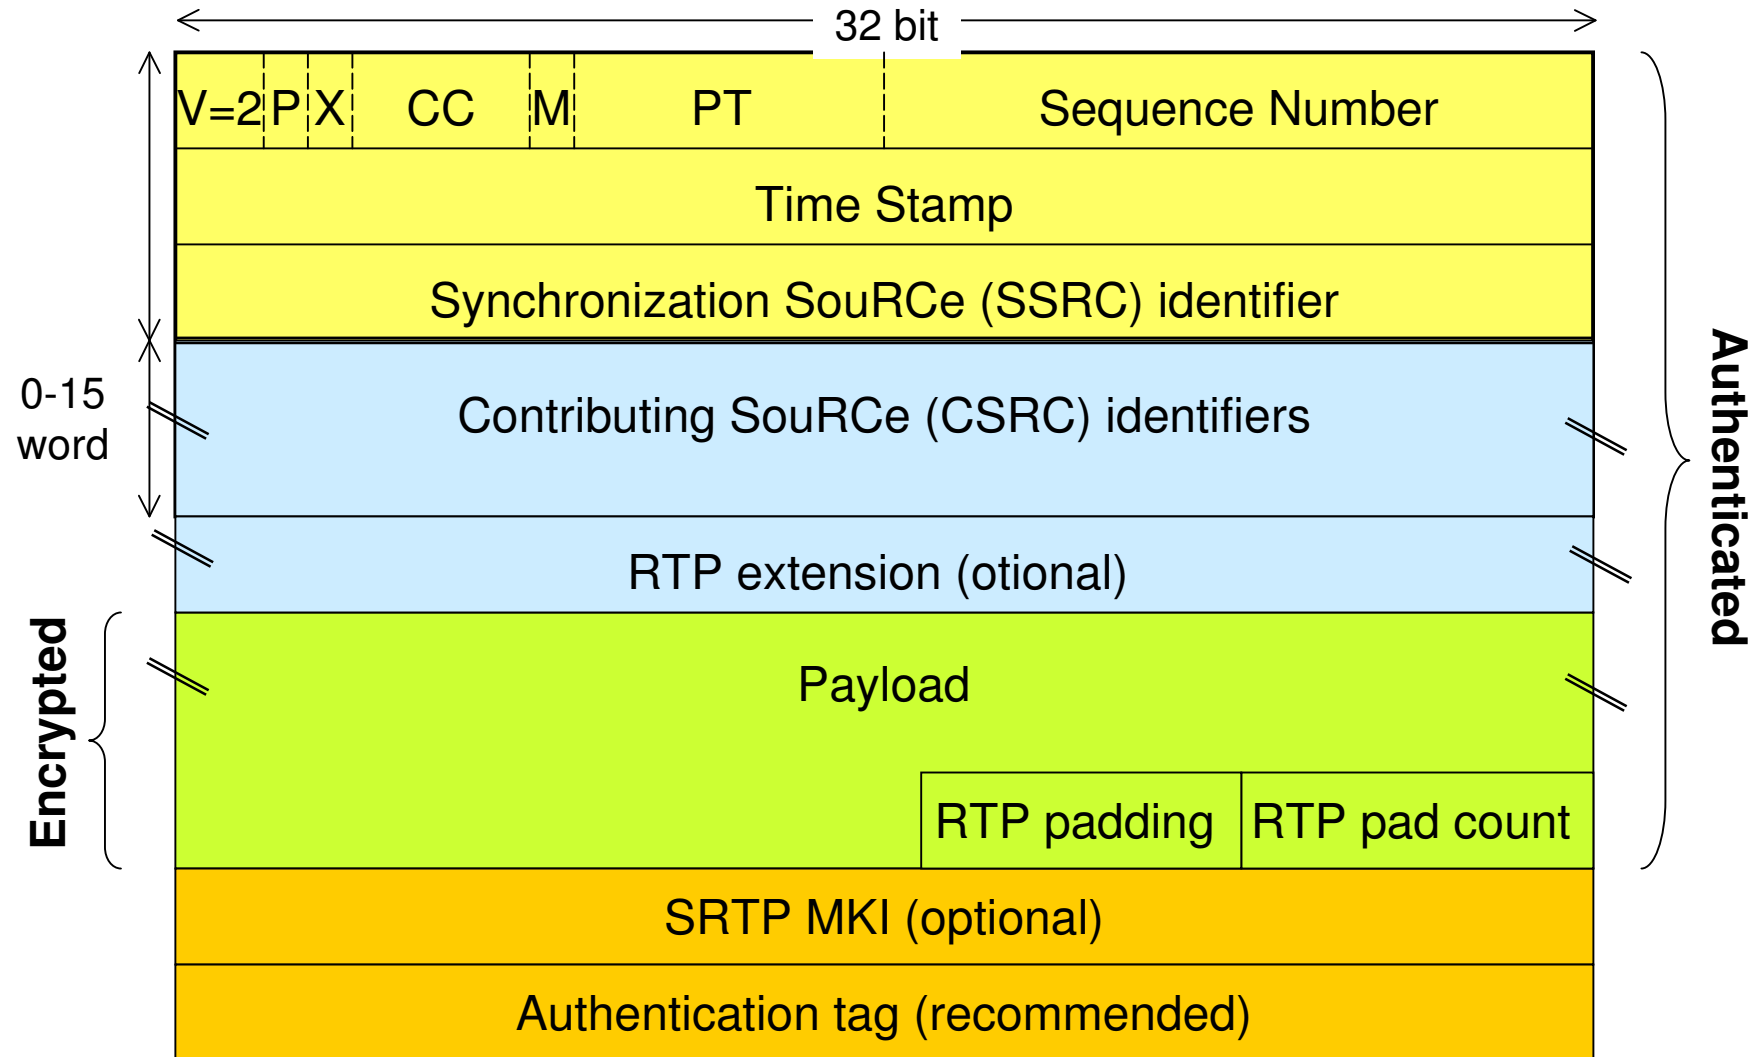 32 bit
V=2 P X CC M PT Sequence Number
Time Stamp
Synchronization SouRCe (SSRC) identifier
0-15
word
Contributing SouRCe (CSRC) identifiers
RTP extension (otional)
Authenticated
Encrypted
Payload
RTP padding RTP pad count
SRTP MKI (optional)
Authentication tag (recommended)